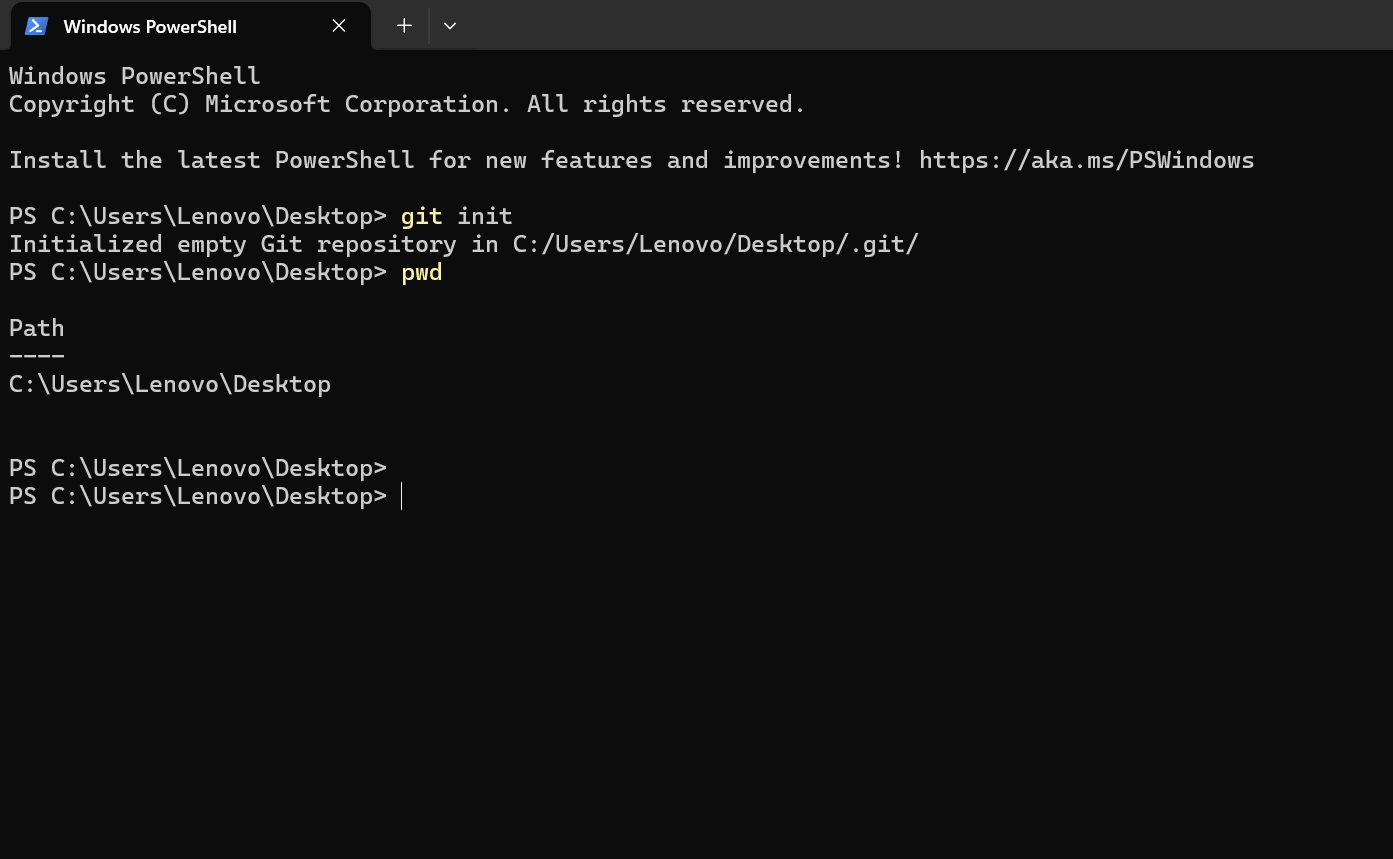 Windows PowerShell
Windows PowerShell
Copyright (C) Microsoft Corporation. All rights reserved.
Install the latest PowerShell for new features and improvements! https://aka.ms/PSWindows
PS C:\Users\Lenovo\Desktop> git init
Initialized empty Git repository in C:/Users/Lenovo/Desktop/.git/
PS C:\Users\Lenovo\Desktop> pwd
Path
----
C:\Users\Lenovo\Desktop
PS C:\Users\Lenovo\Desktop>
PS C:\Users\Lenovo\Desktop>